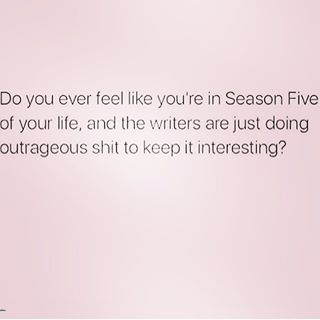 Do you ever feel like you're in Season Five
of your life, and the writers are just doing
outrageous shit to keep it interesting?